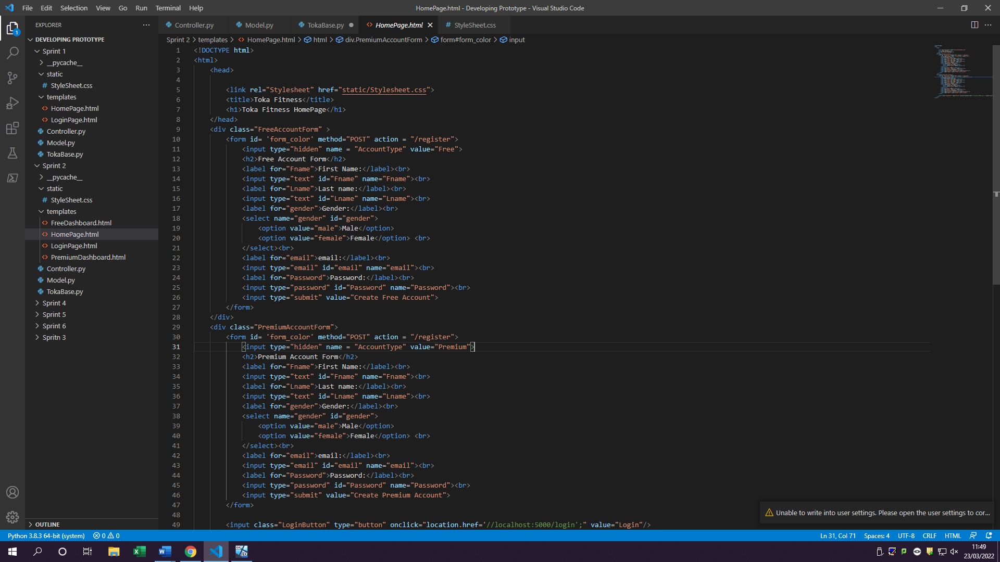 File Edit Selection View Go Run Terminal Help
HomePage.html - Developing Prototype - Visual Studio Code
EXPLORER
Controller.py Model.py TokaBase.py HomePage.html StyleSheet.css
Sprint 2 > templates > HomePage.html > html > div.PremiumAccountForm > form#form_color > input
1
DEVELOPING PROTOTYPE
Sprint 1
__pycache__
static
StyleSheet.css
templates
HomePage.html
LoginPage.html
Controller.py
Model.py
TokaBase.py
Sprint 2
__pycache__
static
StyleSheet.css
templates
FreeDashboard.html
HomePage.html
LoginPage.html
PremiumDashboard.html
Controller.py
Model.py
TokaBase.py
Sprint 4
Sprint 5
Sprint 6
Spritn 3
OUTLINE
1 <!DOCTYPE html>
2 <html>
3 <head>
4
5 <link rel="Stylesheet" href="static/Stylesheet.css">
6 <title>Toka Fitness</title>
7 <h1>Toka Fitness HomePage</h1>
8 </head>
9 <div class="FreeAccountForm" >
10 <form id= 'form_color' method="POST" action = "/register">
11 <input type="hidden" name = "AccountType" value="Free">
12 <h2>Free Account Form</h2>
13 <label for="Fname">First Name:</label><br>
14 <input type="text" id="Fname" name="Fname"><br>
15 <label for="Lname">Last name:</label><br>
16 <input type="text" id="Lname" name="Lname"><br>
17 <label for="gender">Gender:</label><br>
18 <select name="gender" id="gender">
19 <option value="male">Male</option>
20 <option value="female">Female</option> <br>
21 </select><br>
22 <label for="email">email:</label><br>
23 <input type="email" id="email" name="email"><br>
24 <label for="Password">Password:</label><br>
25 <input type="password" id="Password" name="Password"><br>
26 <input type="submit" value="Create Free Account">
27 </form>
28 </div>
29 <div class="PremiumAccountForm">
30 <form id= 'form_color' method="POST" action = "/register">
31 <input type="hidden" name = "AccountType" value="Premium">
32 <h2>Premium Account Form</h2>
33 <label for="Fname">First Name:</label><br>
34 <input type="text" id="Fname" name="Fname"><br>
35 <label for="Lname">Last name:</label><br>
36 <input type="text" id="Lname" name="Lname"><br>
37 <label for="gender">Gender:</label><br>
38 <select name="gender" id="gender">
39 <option value="male">Male</option>
40 <option value="female">Female</option> <br>
41 </select><br>
42 <label for="email">email:</label><br>
43 <input type="email" id="email" name="email"><br>
44 <label for="Password">Password:</label><br>
45 <input type="password" id="Password" name="Password"><br>
46 <input type="submit" value="Create Premium Account">
47 </form>
48
49 <input class="LoginButton" type="button" onclick="location.href='//localhost:5000/login';" value="Login"/>
Unable to write into user settings. Please open the user settings to cor...
Python 3.8.3 64-bit (system) 0 0
Ln 31, Col 71 Spaces: 4 UTF-8 CRLF HTML
11:49
23/03/2022